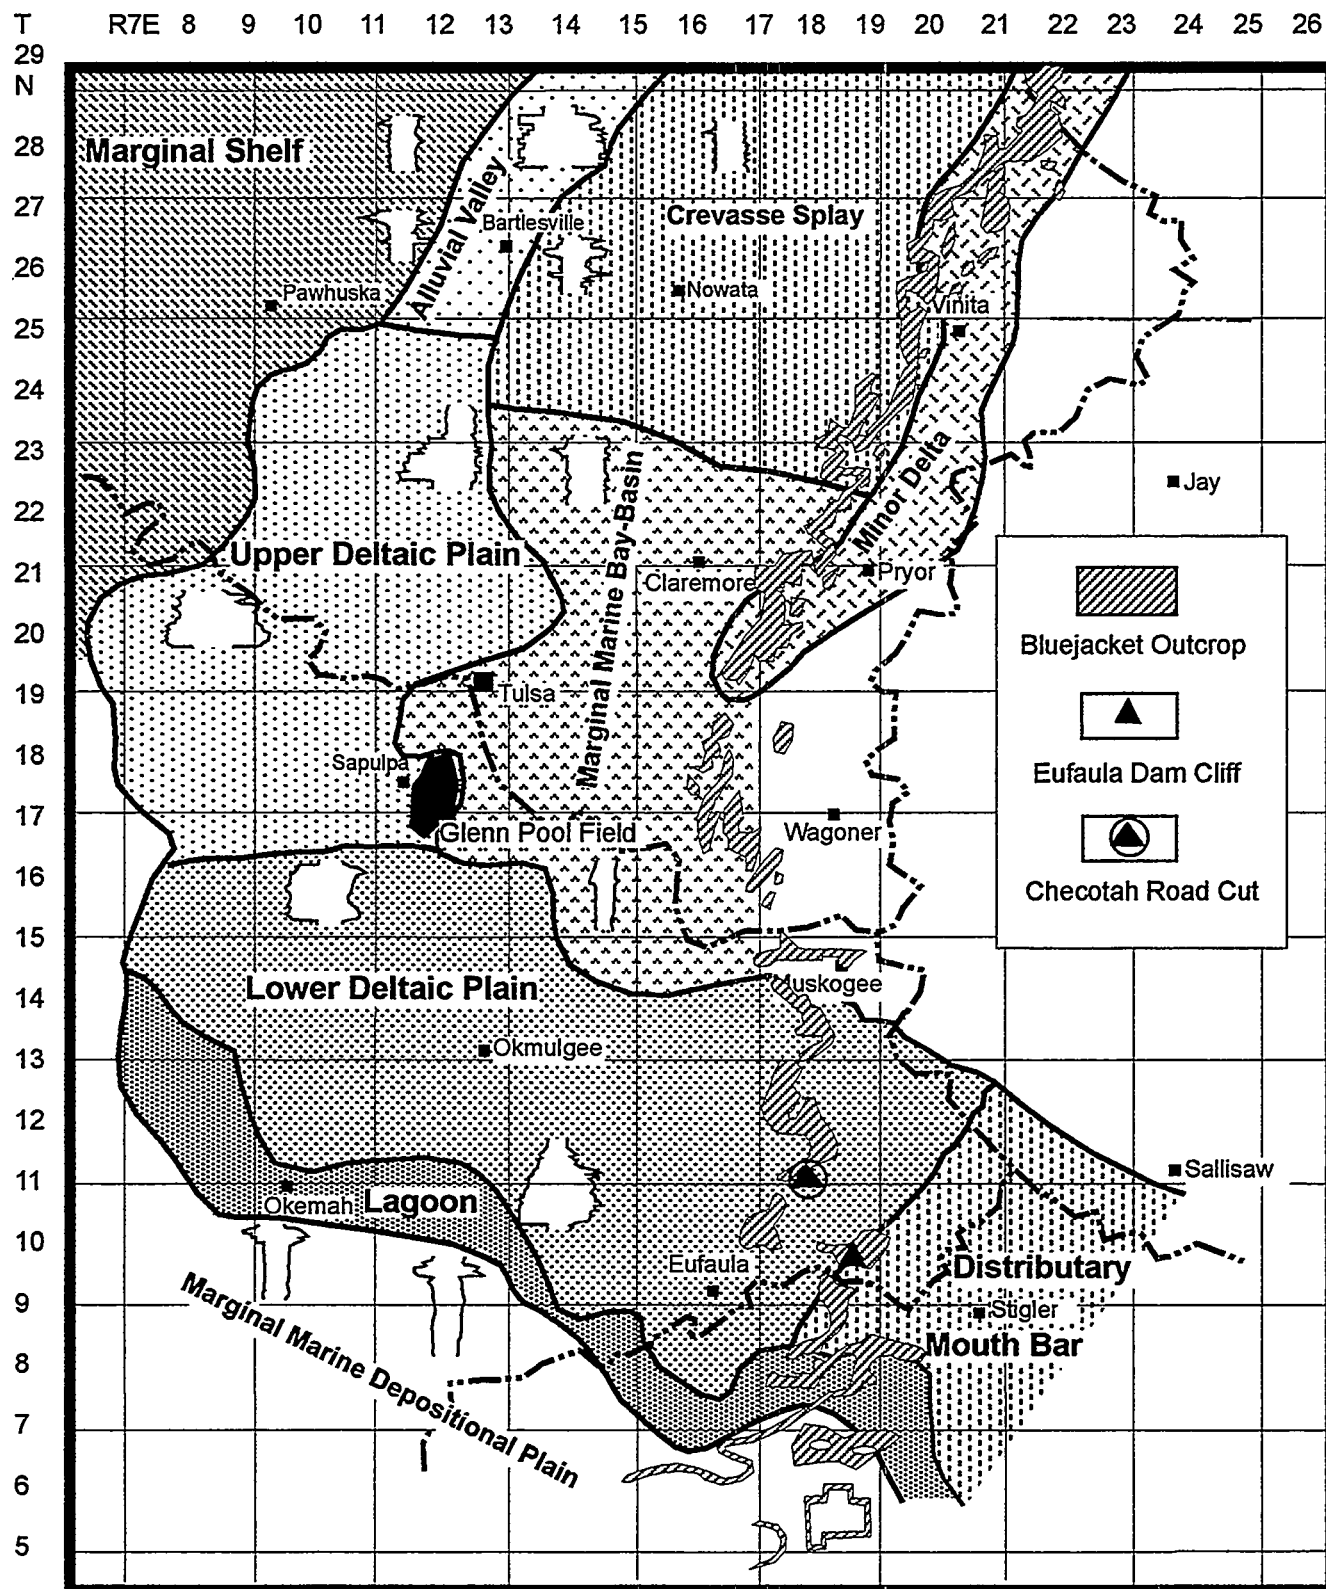 T R7E 8 9 10 11 12 13 14 15 16 17 18 19 20 21 22 23 24 25 26
29
N
28
27
26
25
24
23
22
21
20
19
18
17
16
15
14
13
12
11
10
9
8
7
6
5
Marginal Shelf
Alluvial Valley
Bartlesville
Crevasse Splay
Pawhuska
Nowata
Vinita
Minor Delta
Jay
Upper Deltaic Plain
Marginal Marine Bay-Basin
Claremore
Pryor
Tulsa
Sapulpa
Glenn Pool Field
Wagoner
Lower Deltaic Plain
Muskogee
Okmulgee
Sallisaw
Okemah
Lagoon
Eufaula
Distributary
Mouth Bar
Stigler
Marginal Marine Depositional Plain
Bluejacket Outcrop
Eufaula Dam Cliff
Checotah Road Cut